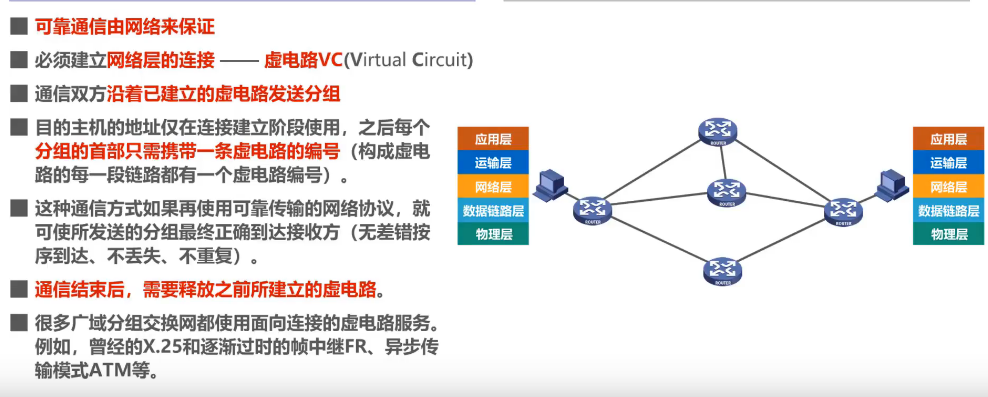 可靠通信由网络来保证
必须建立网络层的连接 —— 虚电路VC(Virtual Circuit)
通信双方沿着已建立的虚电路发送分组
目的主机的地址仅在连接建立阶段使用，之后每个
分组的首部只需携带一条虚电路的编号（构成虚电
路的每一段链路都有一个虚电路编号）。
这种通信方式如果再使用可靠传输的网络协议，就
可使所发送的分组最终正确到达接收方（无差错按
序到达、不丢失、不重复）。
通信结束后，需要释放之前所建立的虚电路。
很多广域分组交换网都使用面向连接的虚电路服务。
例如，曾经的X.25和逐渐过时的帧中继FR、异步传
输模式ATM等。
应用层
运输层
网络层
数据链路层
物理层
ROUTER
ROUTER
ROUTER
ROUTER
ROUTER
应用层
运输层
网络层
数据链路层
物理层